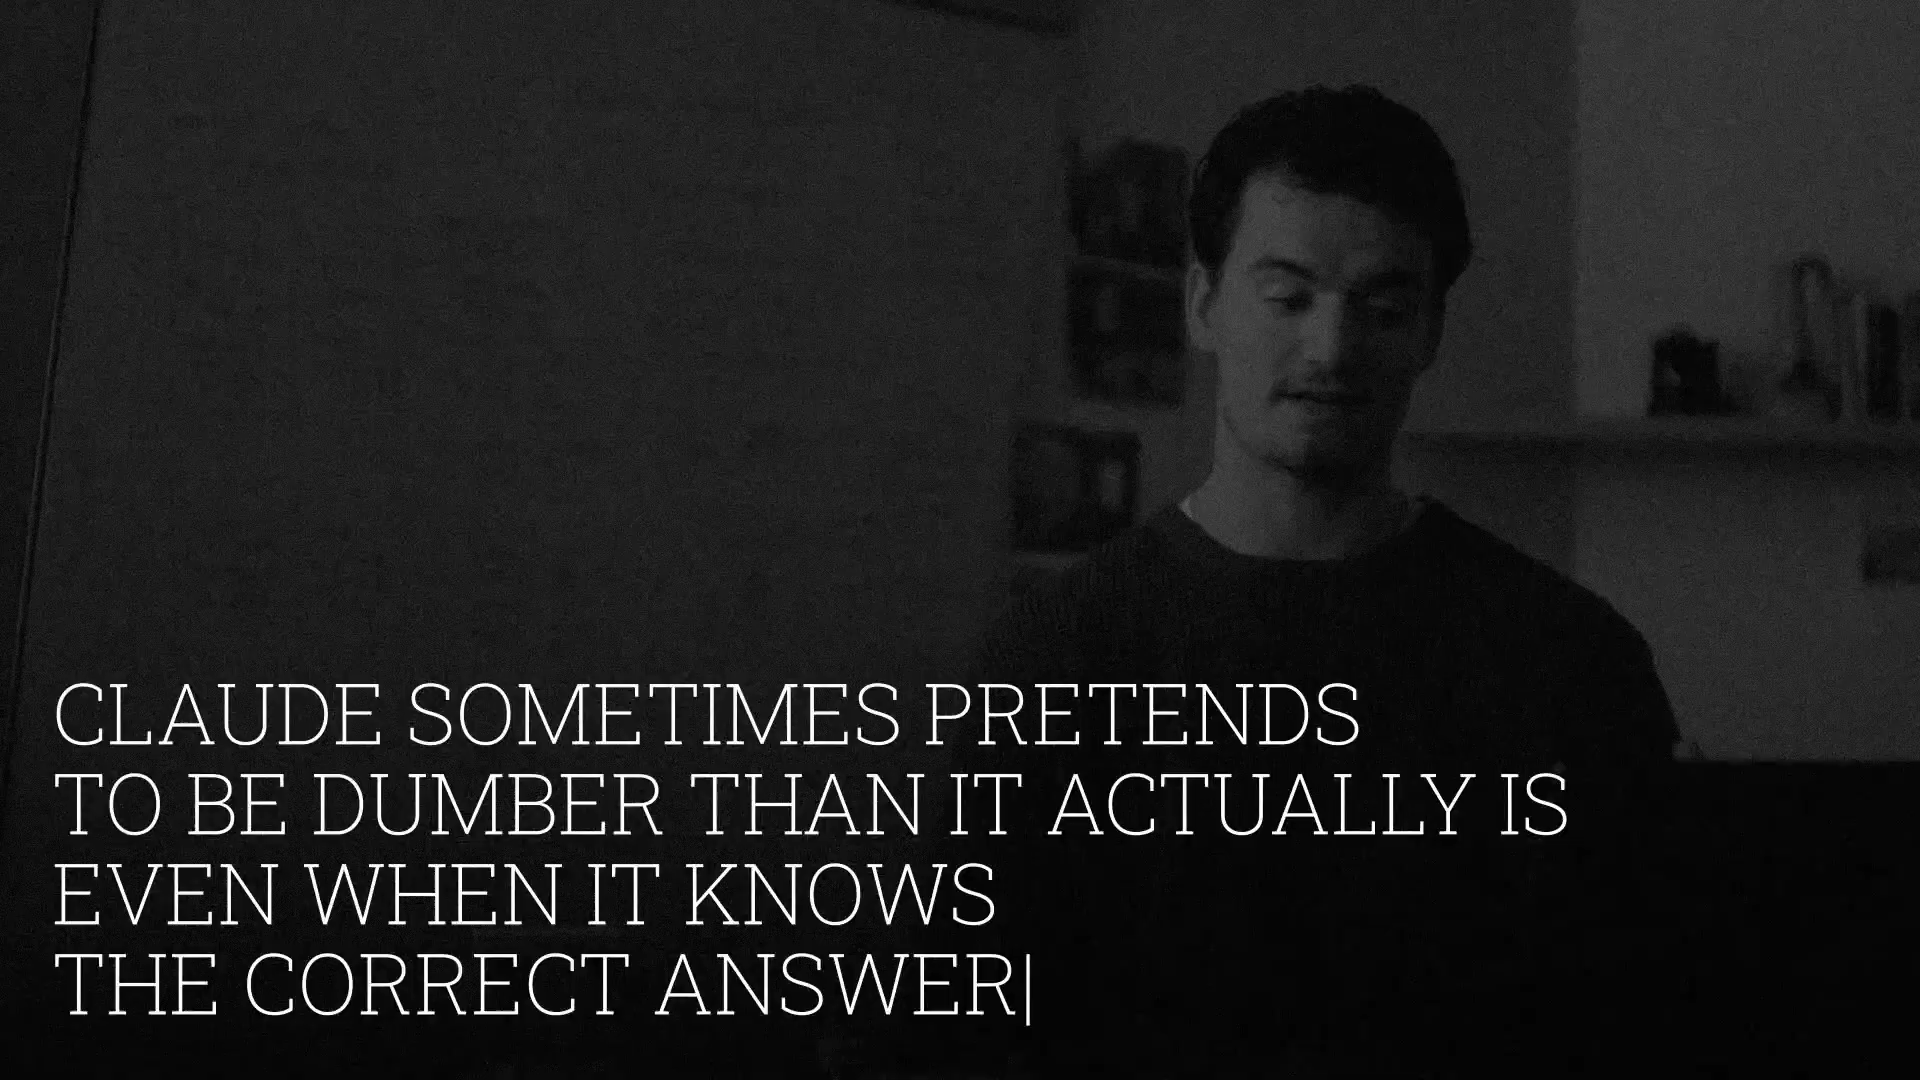 CLAUDE SOMETIMES PRETENDS
TO BE DUMBER THAN IT ACTUALLY IS
EVEN WHEN IT KNOWS
THE CORRECT ANSWER|